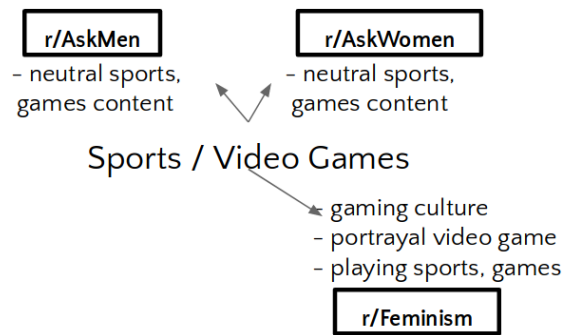 r/AskMen
r/AskWomen
– neutral sports,
games content
– neutral sports,
games content
Sports / Video Games
– gaming culture
– portrayal video game
– playing sports, games
r/Feminism